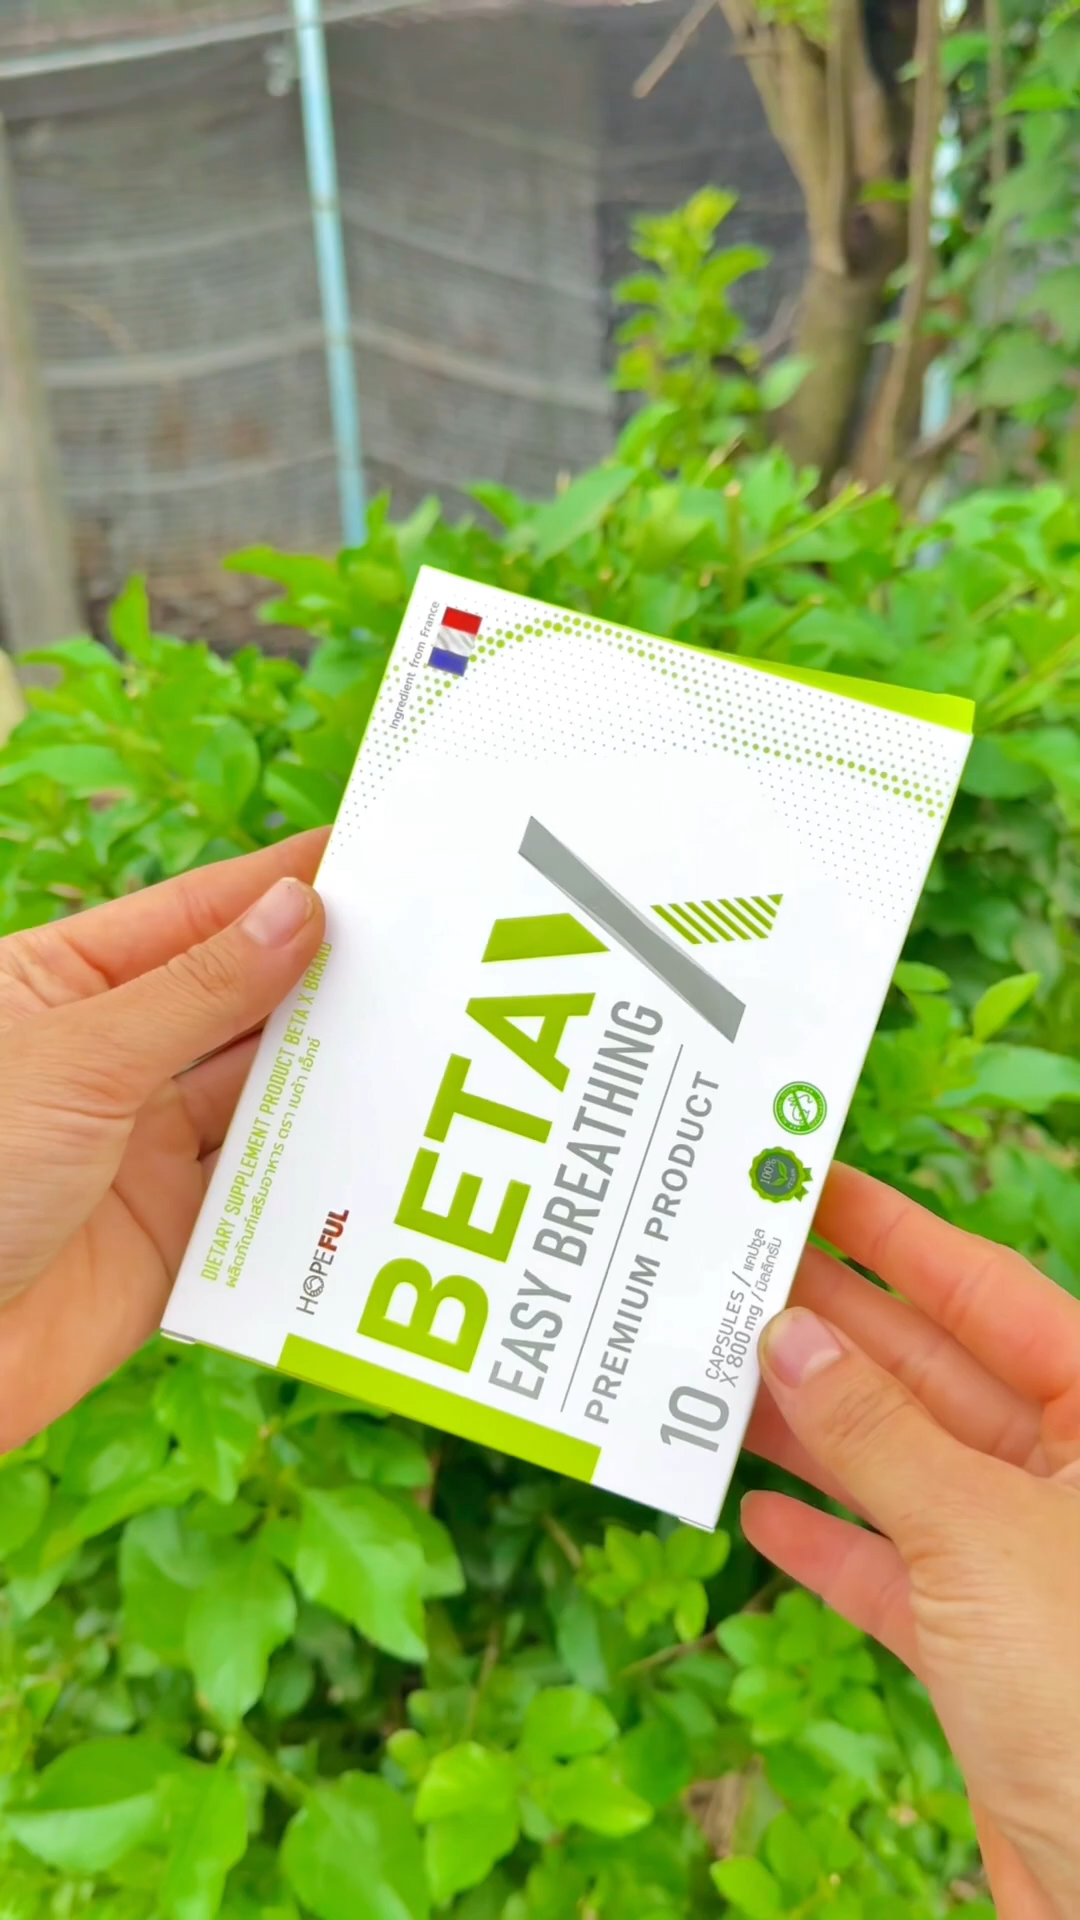 Ingredient from France
BETA X
EASY BREATHING
PREMIUM PRODUCT
DIETARY SUPPLEMENT PRODUCT BETA X BRAND
ผลิตภัณฑ์เสริมอาหาร ตรา เบต้า เอ็กซ์
HOPEFUL
100%
10
CAPSULES / แคปซูล
X 800 mg / มิลลิกรัม